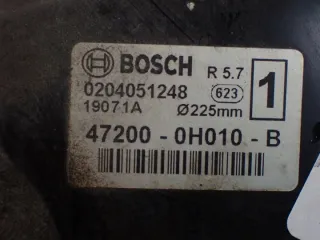 BOSCH R 5.7 1
0204051248 623
19071A Ø225mm
47200 - 0H010 - B